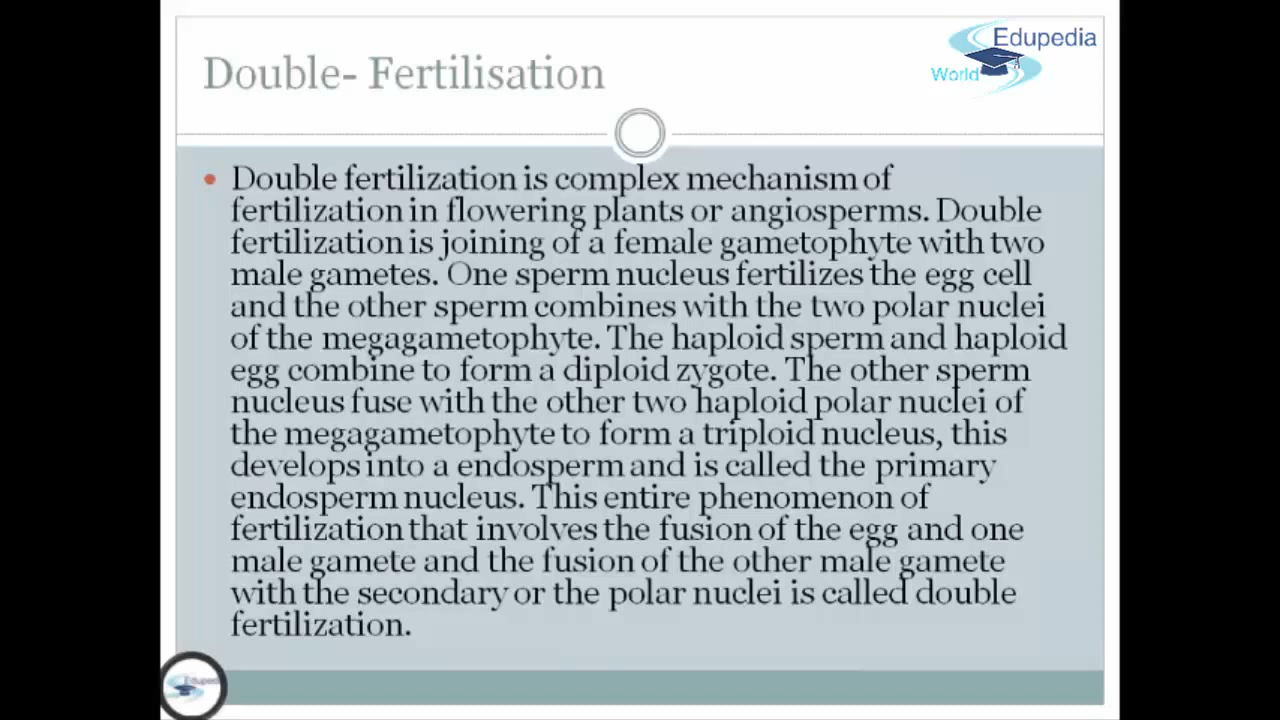 Edupedia
World
Double- Fertilisation
Double fertilization is complex mechanism of
fertilization in flowering plants or angiosperms. Double
fertilization is joining of a female gametophyte with two
male gametes. One sperm nucleus fertilizes the egg cell
and the other sperm combines with the two polar nuclei
of the megagametophyte. The haploid sperm and haploid
egg combine to form a diploid zygote. The other sperm
nucleus fuse with the other two haploid polar nuclei of
the megagametophyte to form a triploid nucleus, this
develops into a endosperm and is called the primary
endosperm nucleus. This entire phenomenon of
fertilization that involves the fusion of the egg and one
male gamete and the fusion of the other male gamete
with the secondary or the polar nuclei is called double
fertilization.
Edupedia